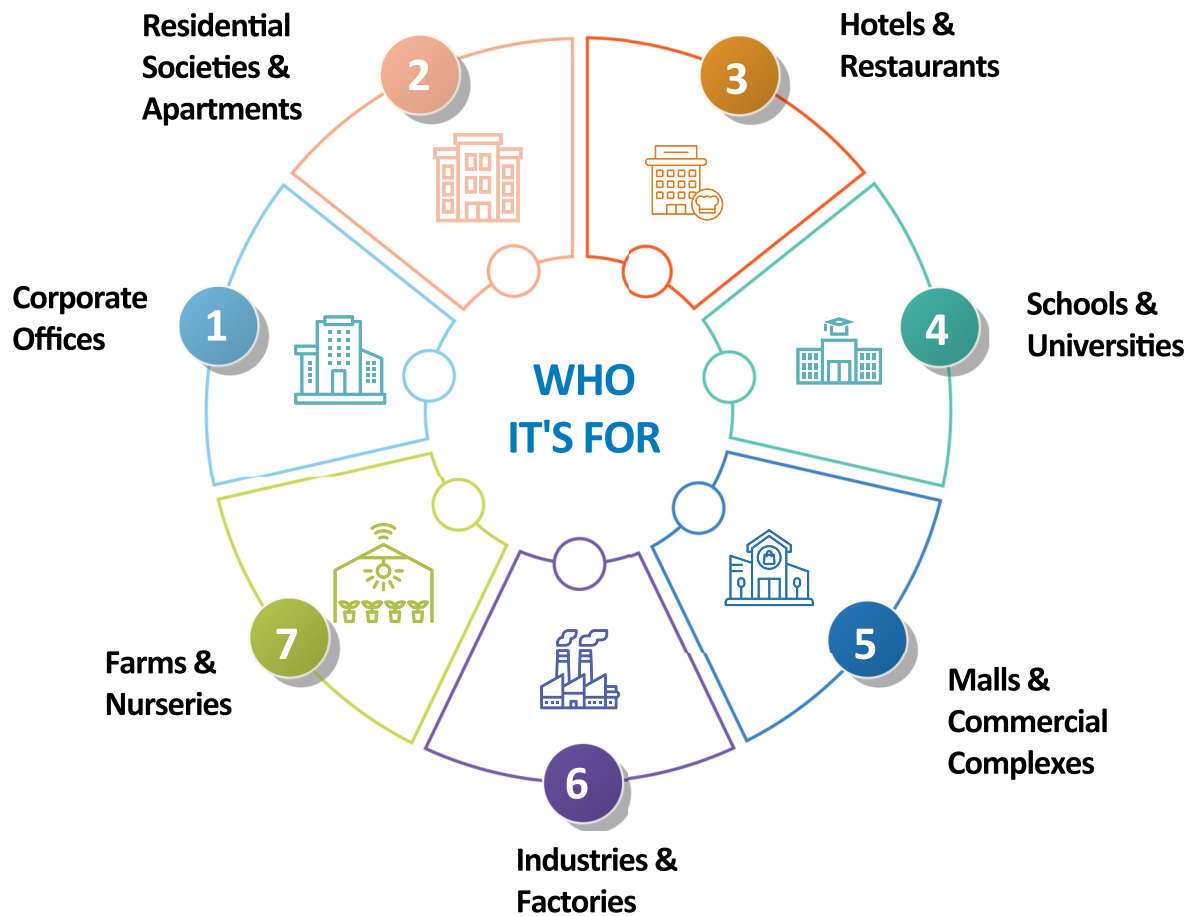 WHO
IT'S FOR
1
Corporate
Offices
2
Residential
Societies &
Apartments
3
Hotels &
Restaurants
4
Schools &
Universities
5
Malls &
Commercial
Complexes
6
Industries &
Factories
7
Farms &
Nurseries